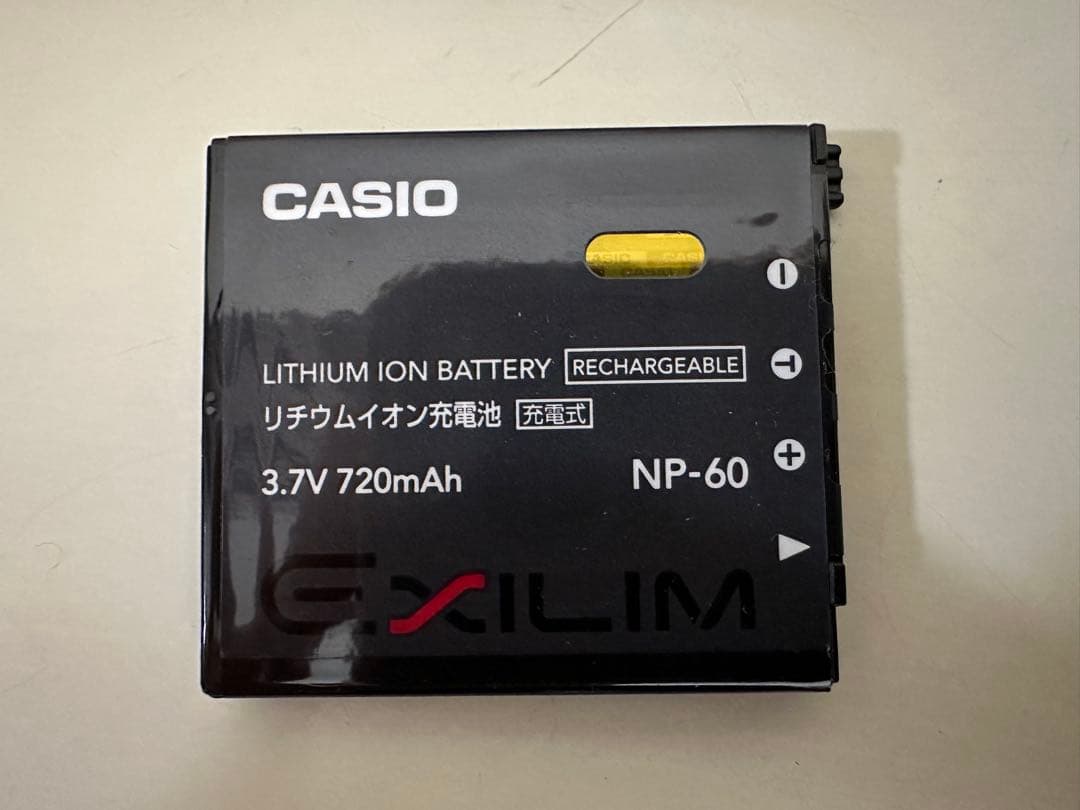 CASIO
LITHIUM ION BATTERY RECHARGEABLE
リチウムイオン充電池 充電式
3.7V 720mAh NP-60
EXILIM